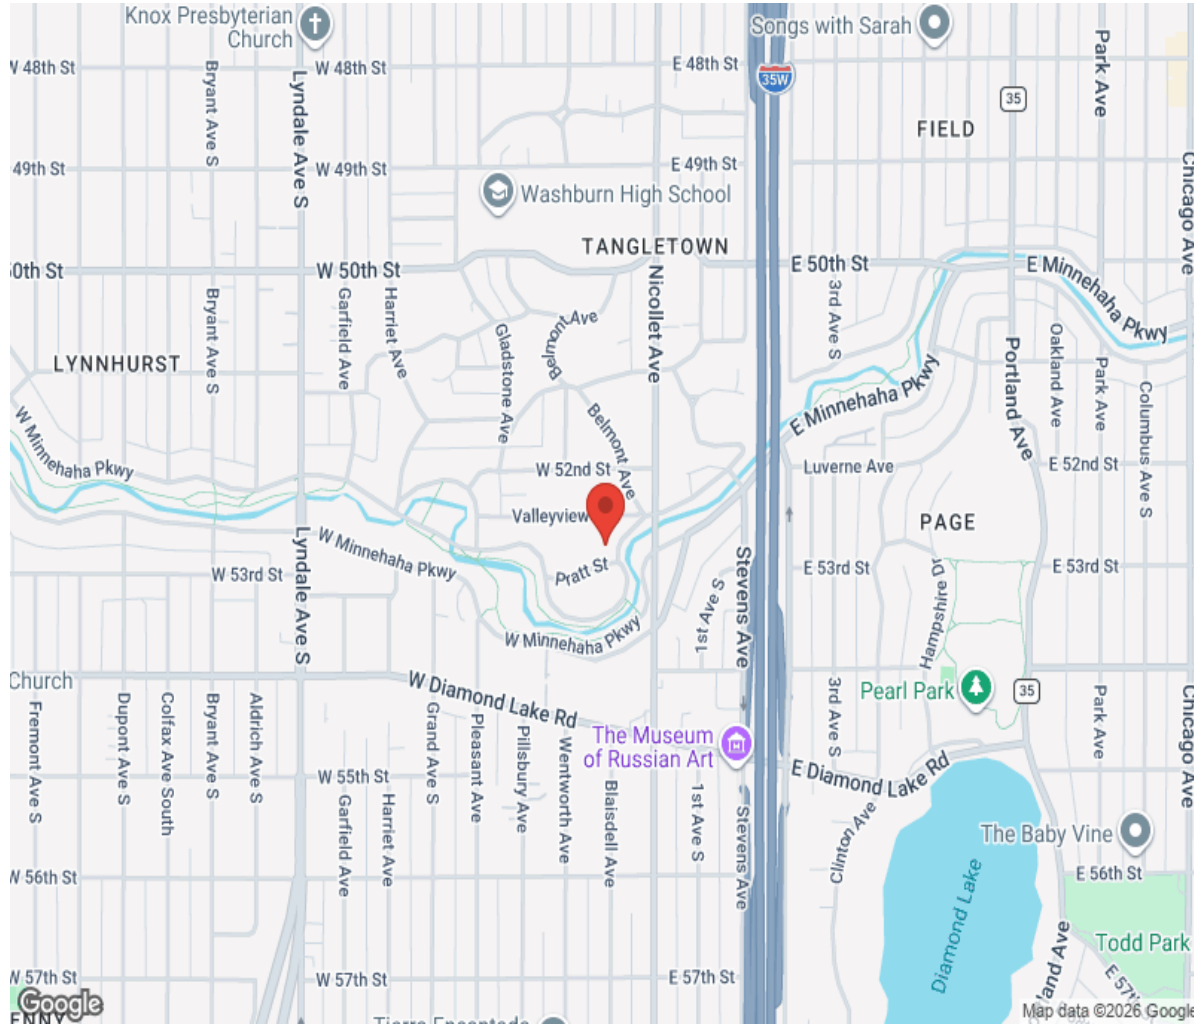 Knox Presbyterian
Church
Songs with Sarah
W 48th St
W 48th St
E 48th St
35W
Bryant Ave S
Lyndale Ave S
Park Ave
35
FIELD
49th St
W 49th St
E 49th St
Chicago Ave
Washburn High School
TANGLETOWN
50th St
W 50th St
E 50th St
E Minnehaha Pkwy
Nicollet Ave
Bryant Ave S
Garfield Ave
Harriet Ave
Gladstone Ave
Belmont Ave
3rd Ave S
LYNNHURST
Portland Ave
Oakland Ave
Park Ave
Columbus Ave S
W Minnehaha Pkwy
Belmont Ave
E Minnehaha Pkwy
W 52nd St
Luverne Ave
E 52nd St
Valleyview
PAGE
Lyndale Ave S
W Minnehaha Pkwy
W 53rd St
Pratt St
Stevens Ave
E 53rd St
E 53rd St
1st Ave S
Hampshire Dr
W Minnehaha Pkwy
Church
W Diamond Lake Rd
Pearl Park
35
3rd Ave S
Park Ave
Chicago Ave
Fremont Ave S
Dupont Ave S
Colfax Ave South
Bryant Ave S
Aldrich Ave S
Grand Ave S
Pleasant Ave
Pillsbury Ave
Wentworth Ave
The Museum
of Russian Art
E Diamond Lake Rd
W 55th St
Garfield Ave
Harriet Ave
Blaisdell Ave
1st Ave S
Stevens Ave
Clinton Ave
The Baby Vine
Diamond Lake
W 56th St
E 56th St
Todd Park
W 57th St
W 57th St
E 57th St
land Ave
E 57th
Google
ENNY
Tierra Encantada
Map data ©2026 Google